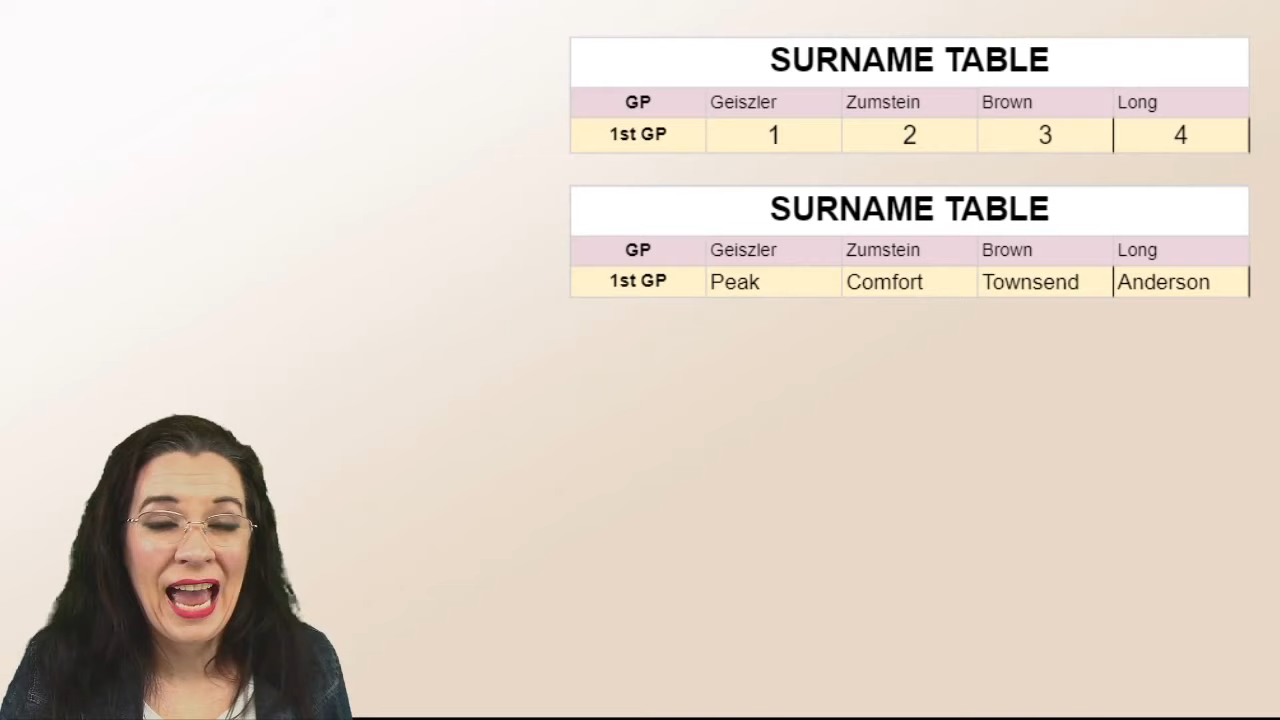 SURNAME TABLE
GP Geiszler Zumstein Brown Long
1st GP 1 2 3 4
SURNAME TABLE
GP Geiszler Zumstein Brown Long
1st GP Peak Comfort Townsend Anderson